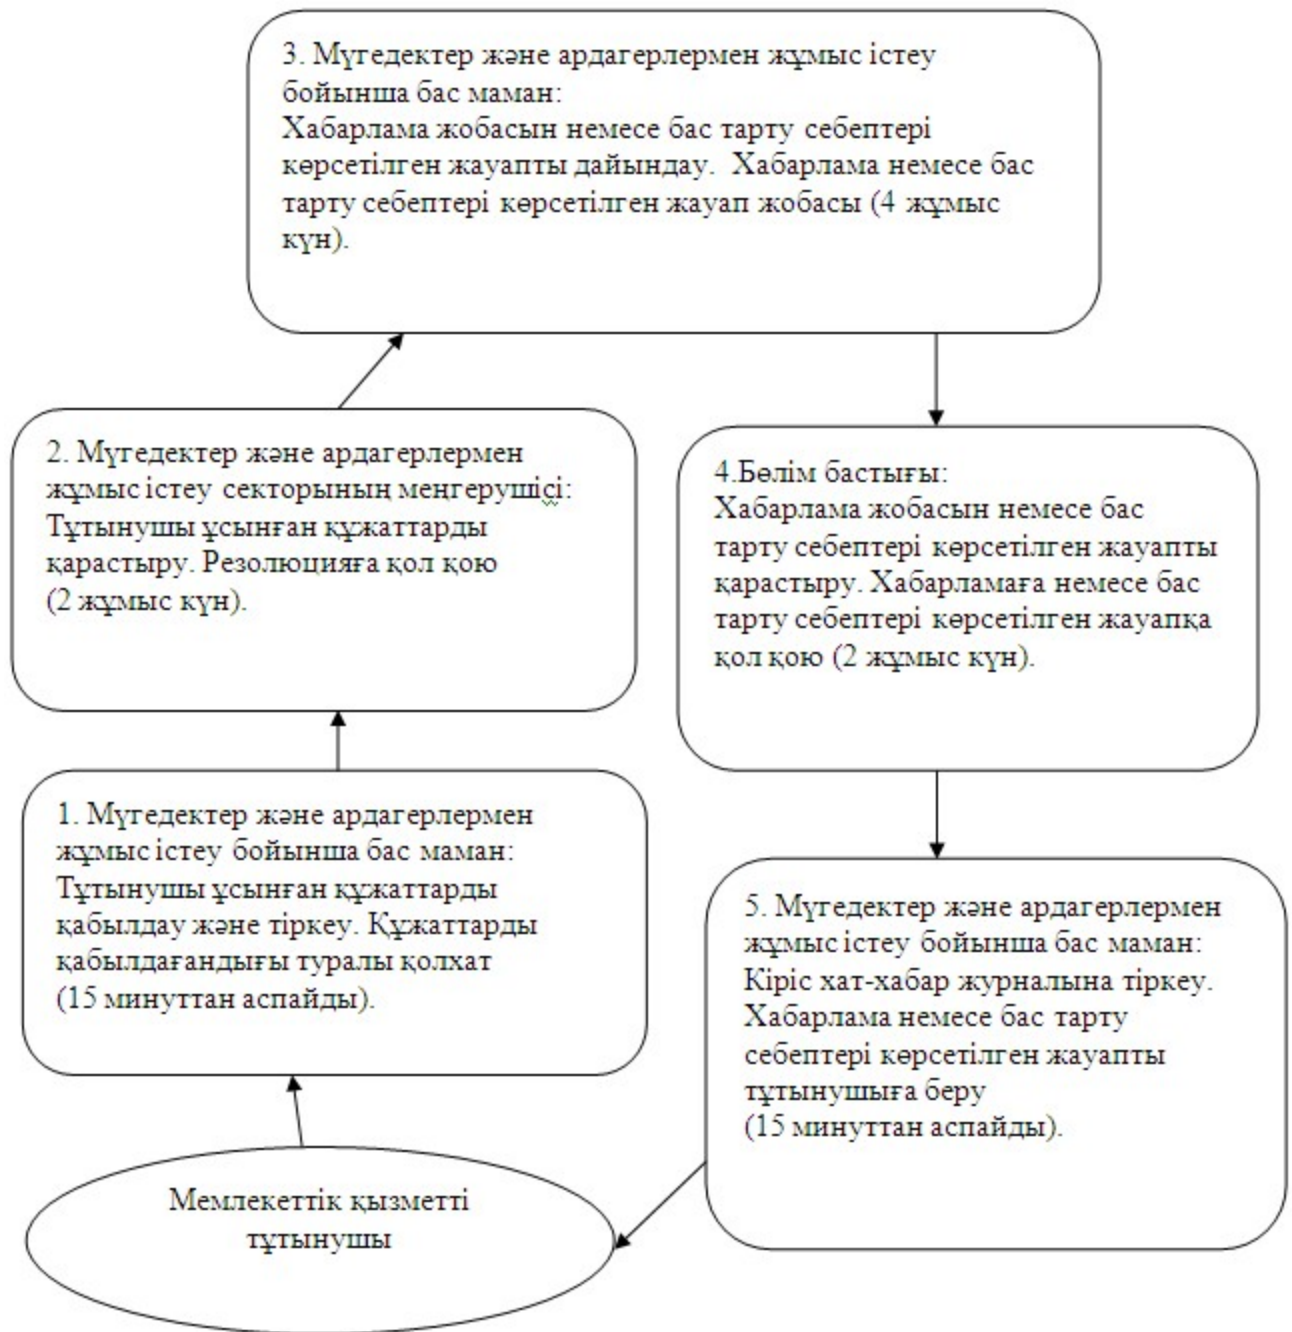 3. Мүгедектер және ардагерлермен жұмыс істеу
бойынша бас маман:
Хабарлама жобасын немесе бас тарту себептері
көрсетілген жауапты дайындау. Хабарлама немесе бас
тарту себептері көрсетілген жауап жобасы (4 жұмыс
күн).
2. Мүгедектер және ардагерлермен
жұмыс істеу секторының меңгерушісі:
Тұтынушы ұсынған құжаттарды
қарастыру. Резолюцияға қол қою
(2 жұмыс күн).
4.Бөлім бастығы:
Хабарлама жобасын немесе бас
тарту себептері көрсетілген жауапты
қарастыру. Хабарламаға немесе бас
тарту себептері көрсетілген жауапқа
қол қою (2 жұмыс күн).
1. Мүгедектер және ардагерлермен
жұмыс істеу бойынша бас маман:
Тұтынушы ұсынған құжаттарды
қабылдау және тіркеу. Құжаттарды
қабылдағандығы туралы қолхат
(15 минуттан аспайды).
5. Мүгедектер және ардагерлермен
жұмыс істеу бойынша бас маман:
Кіріс хат-хабар журналына тіркеу.
Хабарлама немесе бас тарту
себептері көрсетілген жауапты
тұтынушыға беру
(15 минуттан аспайды).
Мемлекеттік қызметті
тұтынушы